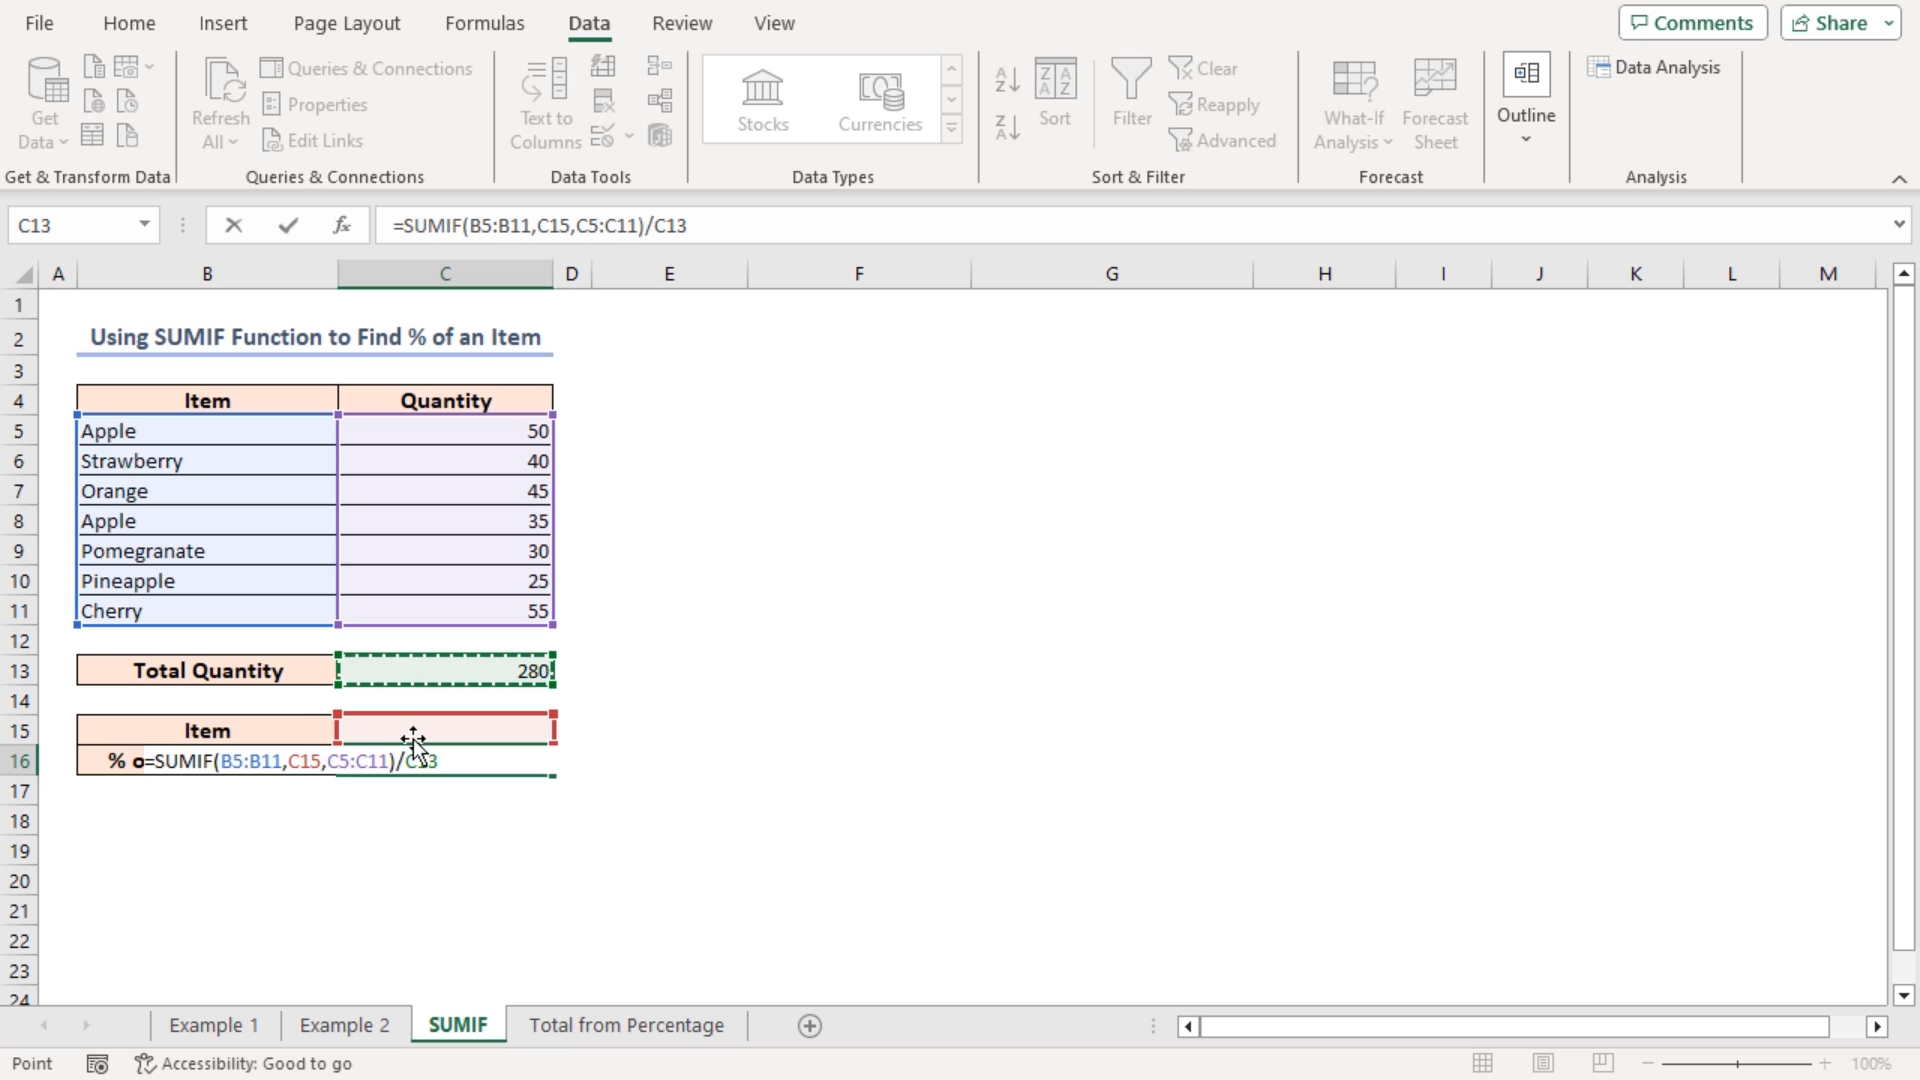 File Home Insert Page Layout Formulas Data Review View Comments Share
Get Data
Refresh All
Queries & Connections
Properties
Edit Links
Text to Columns
Stocks
Currencies
Sort
Filter
Clear
Reapply
Advanced
What-If Analysis
Forecast Sheet
Outline
Data Analysis
Get & Transform Data Queries & Connections Data Tools Data Types Sort & Filter Forecast Analysis
C13 fx =SUMIF(B5:B11,C15,C5:C11)/C13
A B C D E F G H I J K L M
1
2 Using SUMIF Function to Find % of an Item
3
4 Item Quantity
5 Apple 50
6 Strawberry 40
7 Orange 45
8 Apple 35
9 Pomegranate 30
10 Pineapple 25
11 Cherry 55
12
13 Total Quantity 280
14
15 Item
16 % o=SUMIF(B5:B11,C15,C5:C11)/C13
17
18
19
20
21
22
23
24
Example 1 Example 2 SUMIF Total from Percentage
Point Accessibility: Good to go 100%